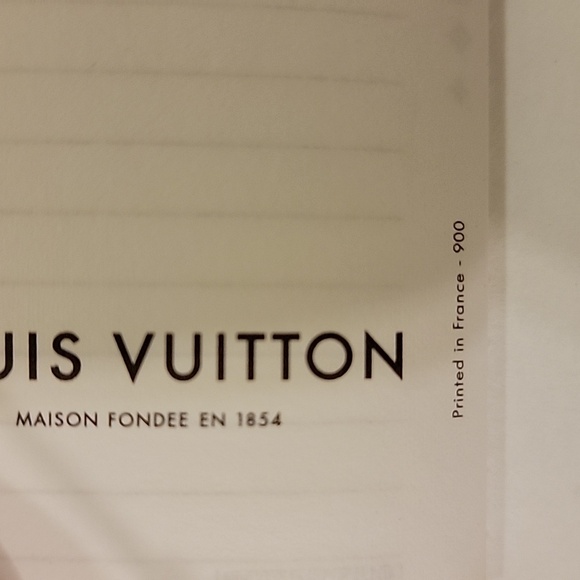 UIS VUITTON
MAISON FONDEE EN 1854
Printed in France - 900